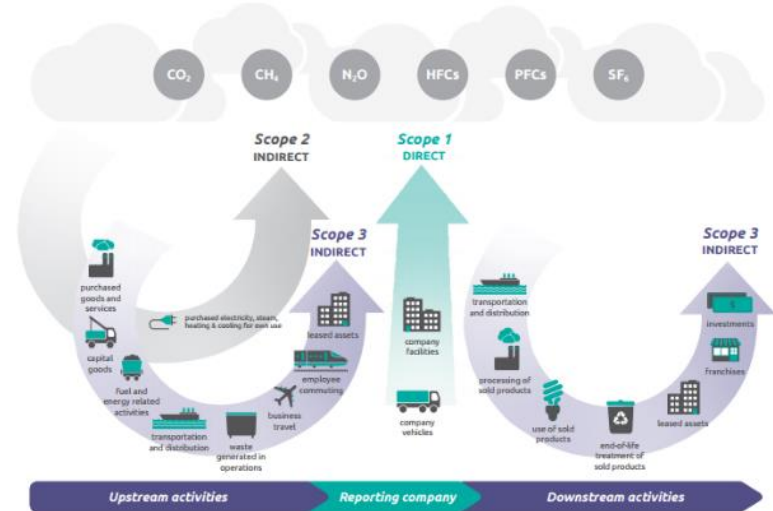 CO₂
CH₄
N₂O
HFCs
PFCs
SF₆
Scope 2
INDIRECT
Scope 1
DIRECT
Scope 3
INDIRECT
Scope 3
INDIRECT
purchased
goods and
services
capital
goods
fuel and
energy related
activities
transportation
and distribution
waste
generated in
operations
business
travel
employee
commuting
leased assets
purchased electricity, steam,
heating & cooling for own use
company
facilities
company
vehicles
transportation
and distribution
processing of
sold products
use of sold
products
end-of-life
treatment of
sold products
leased assets
franchises
$
investments
Upstream activities
Reporting company
Downstream activities